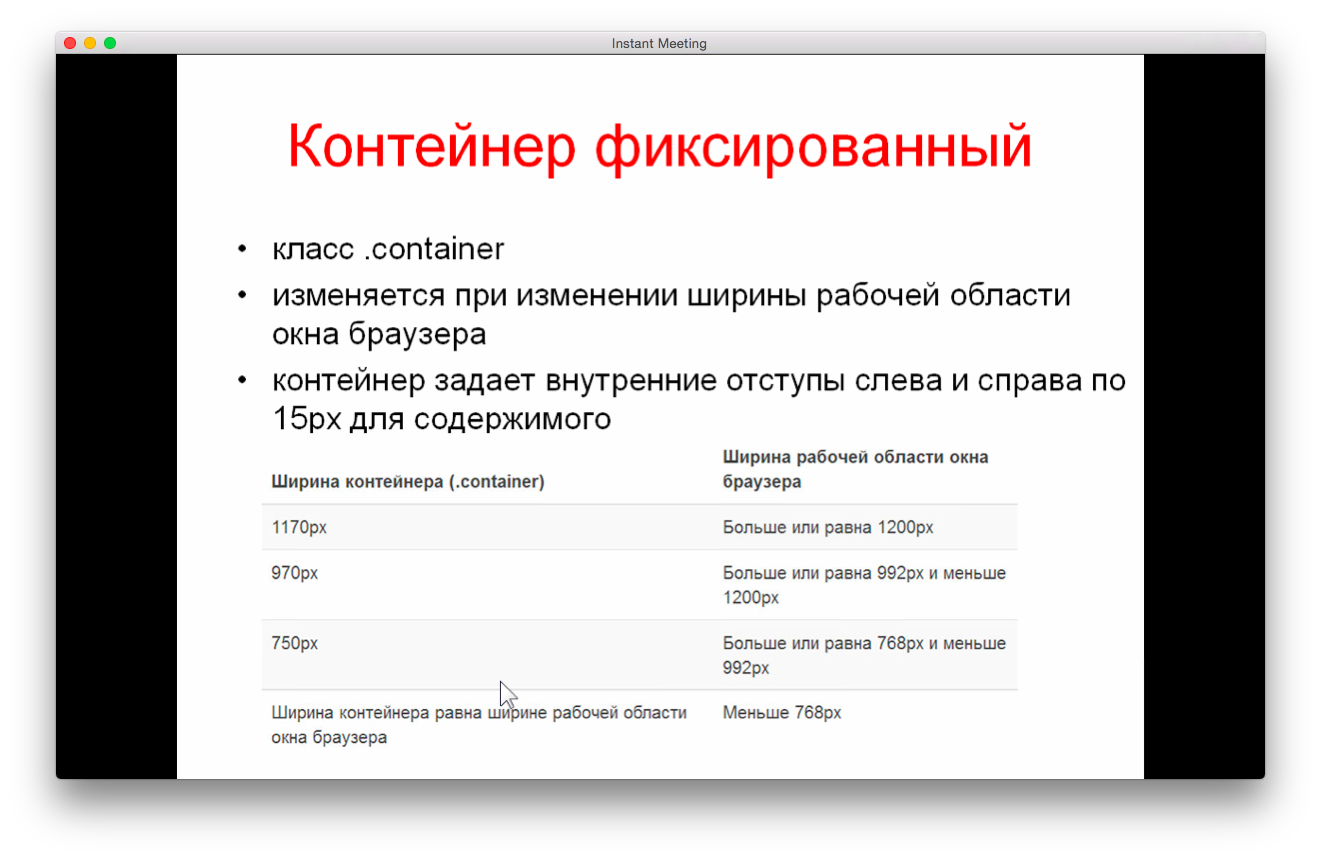 Instant Meeting
Контейнер фиксированный
• класс .container
• изменяется при изменении ширины рабочей области
окна браузера
• контейнер задает внутренние отступы слева и справа по
15px для содержимого
Ширина контейнера (.container)
Ширина рабочей области окна
браузера
1170px
Больше или равна 1200px
970px
Больше или равна 992px и меньше
1200px
750px
Больше или равна 768px и меньше
992px
Ширина контейнера равна ширине рабочей области
окна браузера
Меньше 768px